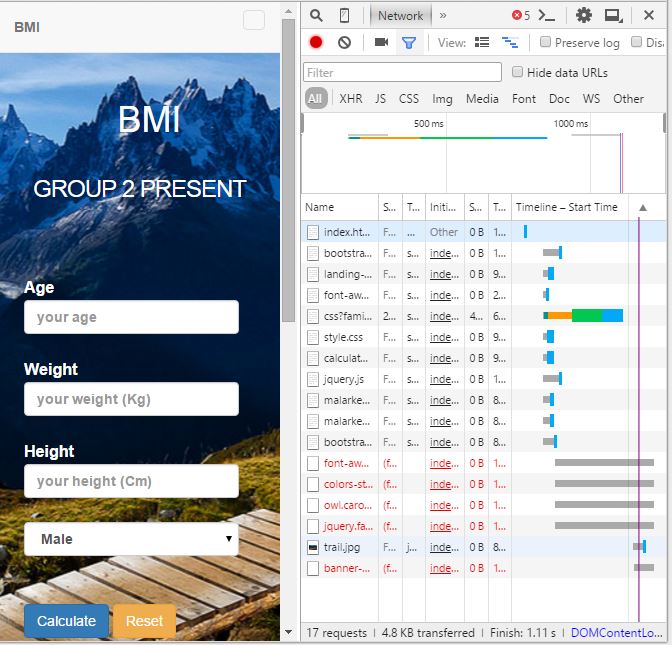 BMI
BMI
GROUP 2 PRESENT
Age
your age
Weight
your weight (Kg)
Height
your height (Cm)
Male
Calculate Reset
Network » 5
View: Preserve log Disa
Filter Hide data URLs
All XHR JS CSS Img Media Font Doc WS Other
500 ms 1000 ms
Name S... T... Initi... S... T... Timeline – Start Time
index.ht... F... ... Other 0 B 1...
bootstra... F... s... inde... 0 B 1...
landing-... F... s... inde... 0 B 9...
font-aw... F... s... inde... 0 B 2...
css?fami... 2... s... inde... 4... 6...
style.css F... s... inde... 0 B 9...
calculat... F... s... inde... 0 B 9...
jquery.js F... s... inde... 0 B 1...
malarke... F... s... inde... 0 B 8...
malarke... F... s... inde... 0 B 8...
bootstra... F... s... inde... 0 B 1...
font-aw... (f... inde... 0 B 1...
colors-st... (f... inde... 0 B 1...
owl.caro... (f... inde... 0 B 1...
jquery.fa... (f... inde... 0 B 1...
trail.jpg F... j... inde... 0 B 8...
banner-... (f... inde... 0 B 1...
17 requests | 4.8 KB transferred | Finish: 1.11 s | DOMContentLo...